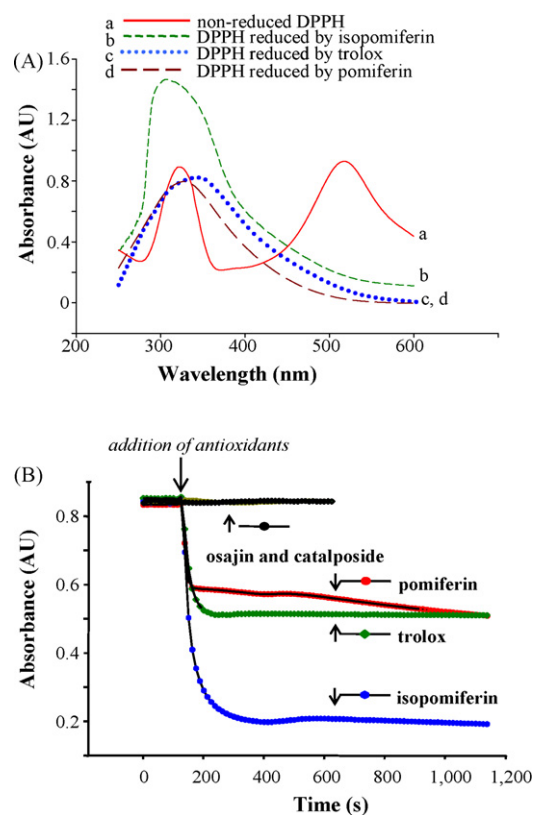 a non-reduced DPPH
b DPPH reduced by isopomiferin
c DPPH reduced by trolox
d DPPH reduced by pomiferin
(A)
1.6
1.2
0.8
0.4
0
Absorbance (AU)
a
b
c, d
200 300 400 500 600
Wavelength (nm)
addition of antioxidants
(B)
0.8
0.6
0.4
0.2
Absorbance (AU)
osajin and catalposide
pomiferin
trolox
isopomiferin
0 200 400 600 800 1,000 1,200
Time (s)